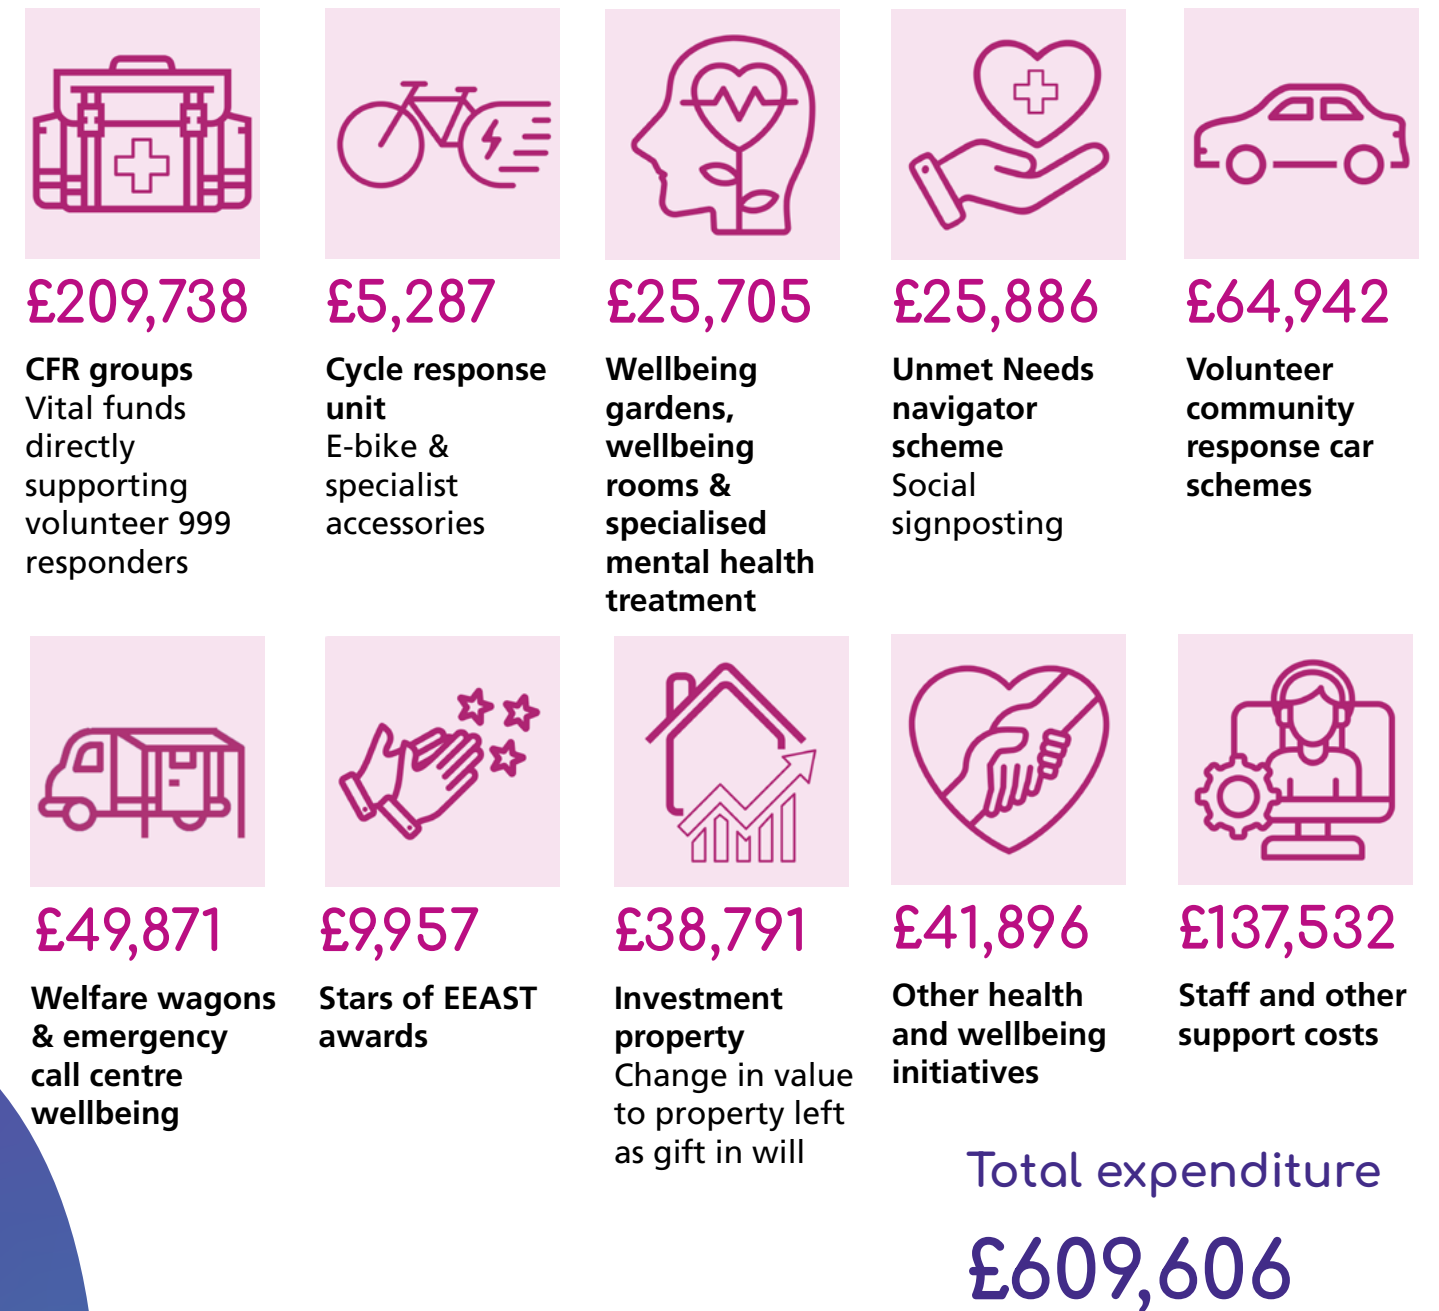 £209,738
CFR groups
Vital funds
directly
supporting
volunteer 999
responders
£5,287
Cycle response
unit
E-bike &
specialist
accessories
£25,705
Wellbeing
gardens,
wellbeing
rooms &
specialised
mental health
treatment
£25,886
Unmet Needs
navigator
scheme
Social
signposting
£64,942
Volunteer
community
response car
schemes
£49,871
Welfare wagons
& emergency
call centre
wellbeing
£9,957
Stars of EEAST
awards
£38,791
Investment
property
Change in value
to property left
as gift in will
£41,896
Other health
and wellbeing
initiatives
£137,532
Staff and other
support costs
Total expenditure
£609,606